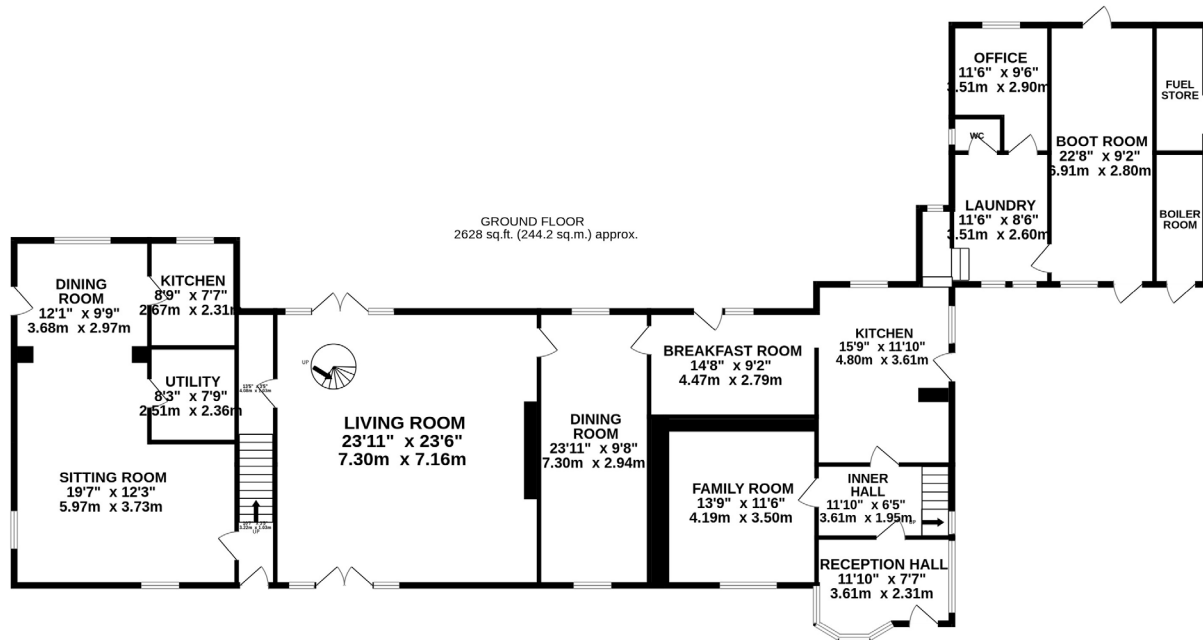 OFFICE
11'6" x 9'6"
3.51m x 2.90m
FUEL
STORE
WC
BOOT ROOM
22'8" x 9'2"
6.91m x 2.80m
LAUNDRY
11'6" x 8'6"
3.51m x 2.60m
BOILER
ROOM
GROUND FLOOR
2628 sq.ft. (244.2 sq.m.) approx.
DINING
ROOM
12'1" x 9'9"
3.68m x 2.97m
KITCHEN
8'9" x 7'7"
2.67m x 2.31m
UTILITY
8'3" x 7'9"
2.51m x 2.36m
SITTING ROOM
19'7" x 12'3"
5.97m x 3.73m
UP
UP
LIVING ROOM
23'11" x 23'6"
7.30m x 7.16m
DINING
ROOM
23'11" x 9'8"
7.30m x 2.94m
BREAKFAST ROOM
14'8" x 9'2"
4.47m x 2.79m
KITCHEN
15'9" x 11'10"
4.80m x 3.61m
FAMILY ROOM
13'9" x 11'6"
4.19m x 3.50m
INNER
HALL
11'10" x 6'5"
3.61m x 1.95m
UP
RECEPTION HALL
11'10" x 7'7"
3.61m x 2.31m